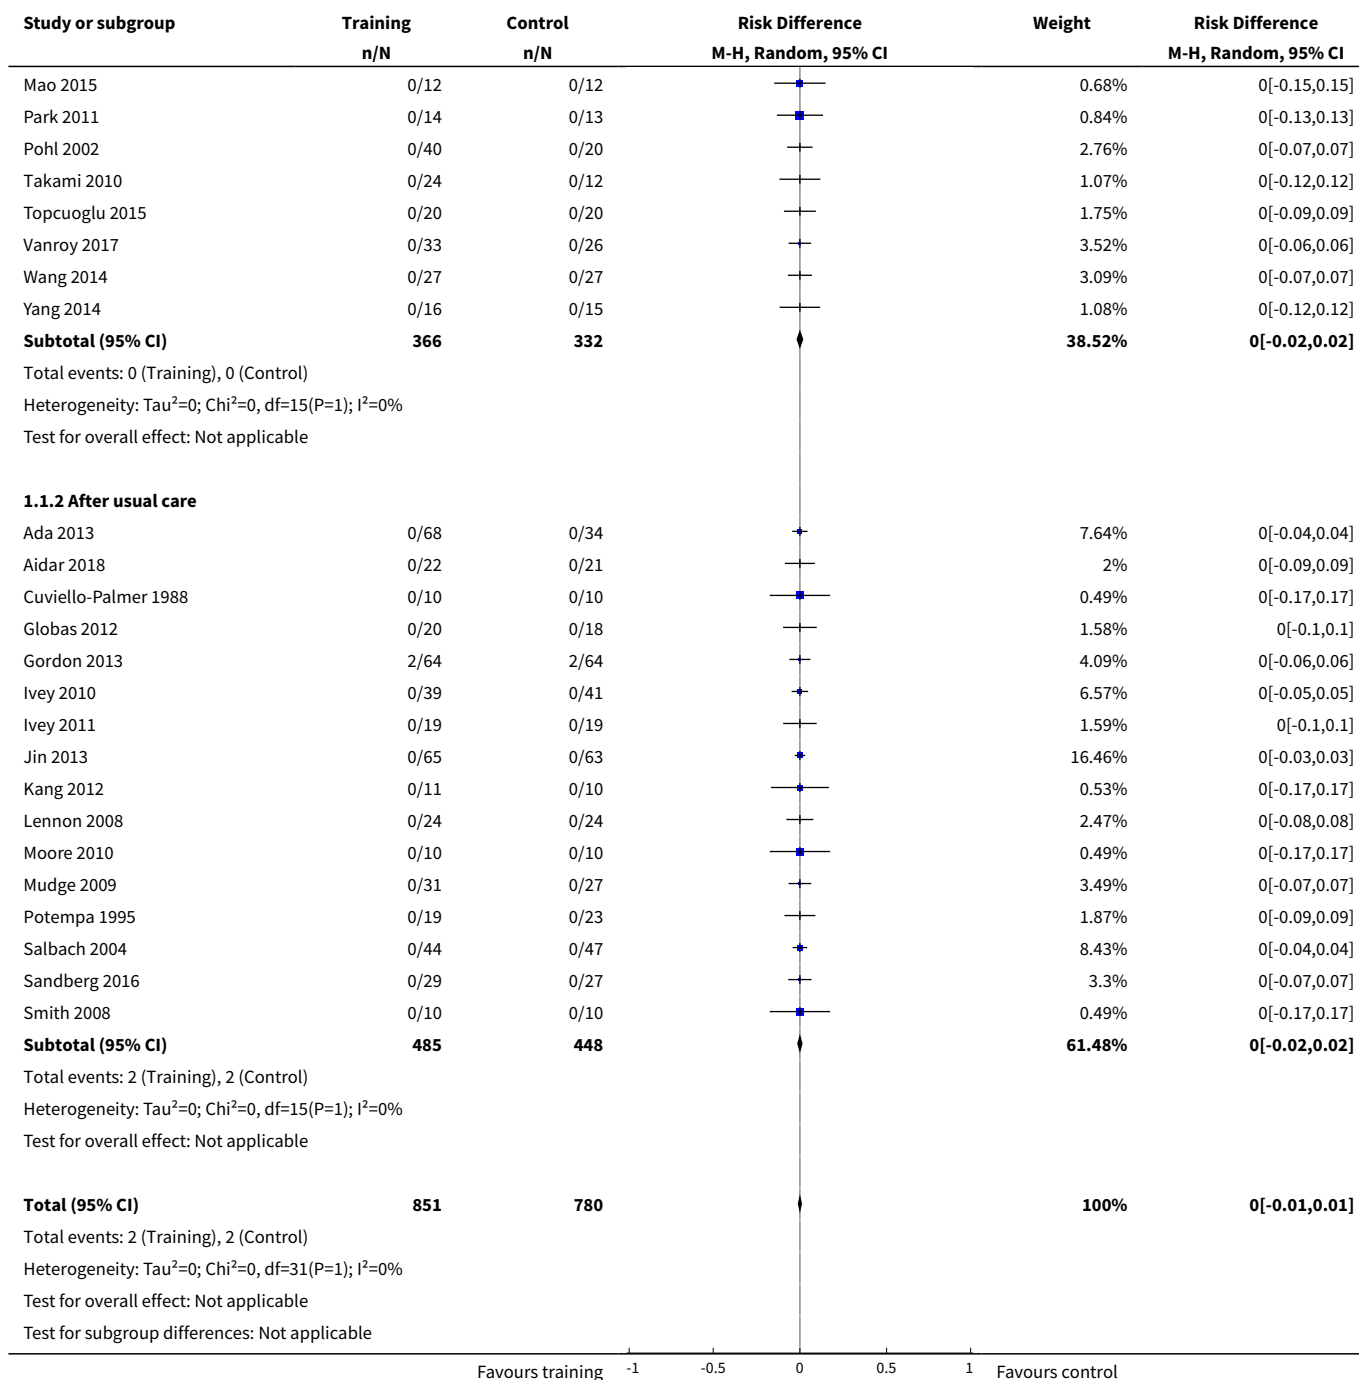 Study or subgroup Training Control Risk Difference Weight Risk Difference
n/N n/N M-H, Random, 95% CI M-H, Random, 95% CI
Mao 2015 0/12 0/12 0.68% 0[-0.15,0.15]
Park 2011 0/14 0/13 0.84% 0[-0.13,0.13]
Pohl 2002 0/40 0/20 2.76% 0[-0.07,0.07]
Takami 2010 0/24 0/12 1.07% 0[-0.12,0.12]
Topcuoglu 2015 0/20 0/20 1.75% 0[-0.09,0.09]
Vanroy 2017 0/33 0/26 3.52% 0[-0.06,0.06]
Wang 2014 0/27 0/27 3.09% 0[-0.07,0.07]
Yang 2014 0/16 0/15 1.08% 0[-0.12,0.12]
Subtotal (95% CI) 366 332 38.52% 0[-0.02,0.02]
Total events: 0 (Training), 0 (Control)
Heterogeneity: Tau²=0; Chi²=0, df=15(P=1); I²=0%
Test for overall effect: Not applicable
1.1.2 After usual care
Ada 2013 0/68 0/34 7.64% 0[-0.04,0.04]
Aidar 2018 0/22 0/21 2% 0[-0.09,0.09]
Cuviello-Palmer 1988 0/10 0/10 0.49% 0[-0.17,0.17]
Globas 2012 0/20 0/18 1.58% 0[-0.1,0.1]
Gordon 2013 2/64 2/64 4.09% 0[-0.06,0.06]
Ivey 2010 0/39 0/41 6.57% 0[-0.05,0.05]
Ivey 2011 0/19 0/19 1.59% 0[-0.1,0.1]
Jin 2013 0/65 0/63 16.46% 0[-0.03,0.03]
Kang 2012 0/11 0/10 0.53% 0[-0.17,0.17]
Lennon 2008 0/24 0/24 2.47% 0[-0.08,0.08]
Moore 2010 0/10 0/10 0.49% 0[-0.17,0.17]
Mudge 2009 0/31 0/27 3.49% 0[-0.07,0.07]
Potempa 1995 0/19 0/23 1.87% 0[-0.09,0.09]
Salbach 2004 0/44 0/47 8.43% 0[-0.04,0.04]
Sandberg 2016 0/29 0/27 3.3% 0[-0.07,0.07]
Smith 2008 0/10 0/10 0.49% 0[-0.17,0.17]
Subtotal (95% CI) 485 448 61.48% 0[-0.02,0.02]
Total events: 2 (Training), 2 (Control)
Heterogeneity: Tau²=0; Chi²=0, df=15(P=1); I²=0%
Test for overall effect: Not applicable
Total (95% CI) 851 780 100% 0[-0.01,0.01]
Total events: 2 (Training), 2 (Control)
Heterogeneity: Tau²=0; Chi²=0, df=31(P=1); I²=0%
Test for overall effect: Not applicable
Test for subgroup differences: Not applicable
Favours training -1 -0.5 0 0.5 1 Favours control